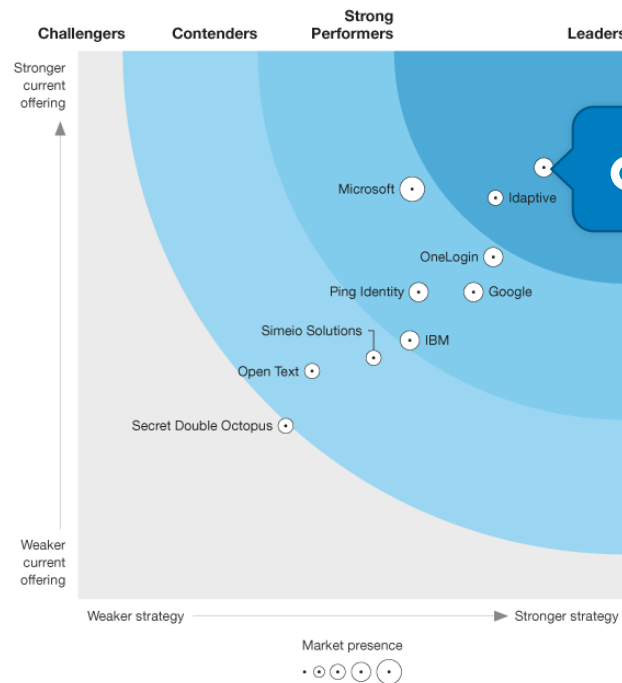 Strong
Challengers Contenders Performers Leaders
Stronger
current
offering
Microsoft
Idaptive
OneLogin
Ping Identity Google
Simeio Solutions
IBM
Open Text
Secret Double Octopus
Weaker
current
offering
Weaker strategy Stronger strategy
Market presence